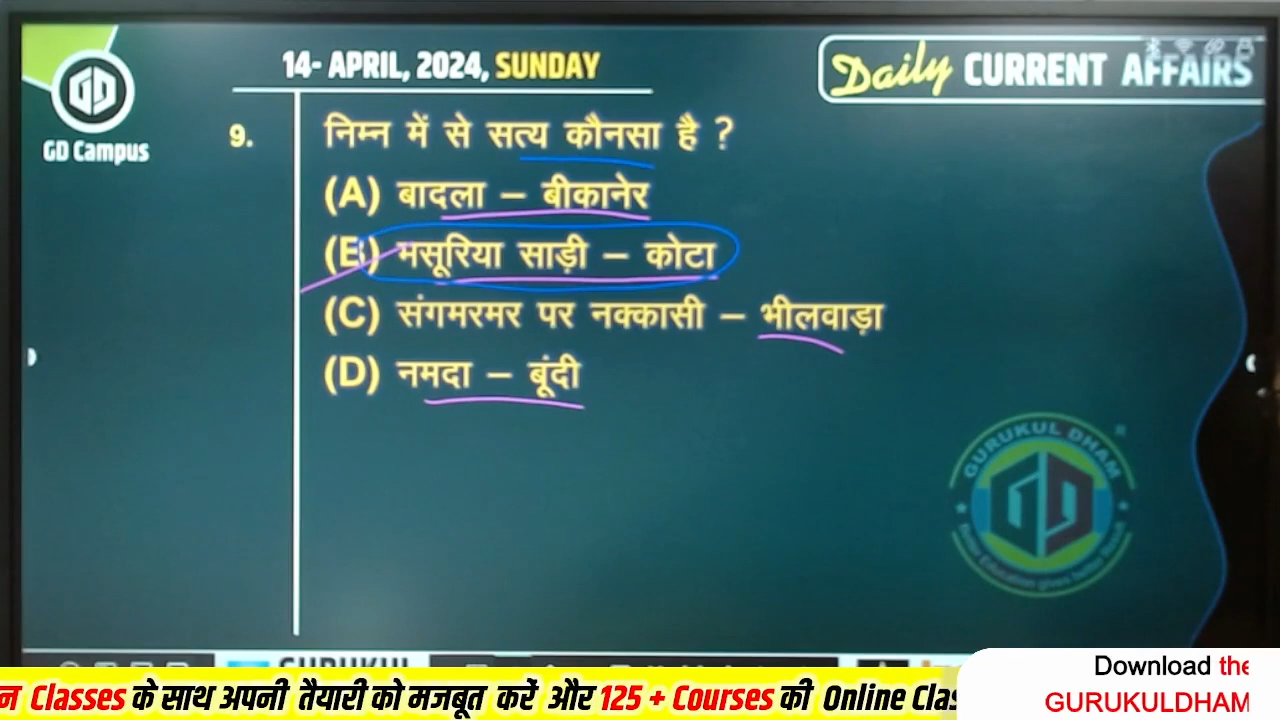 14- APRIL, 2024, SUNDAY
Daily CURRENT AFFAIRS
GD Campus
9. निम्न में से सत्य कौनसा है ?
(A) बादला – बीकानेर
(B) मसूरिया साड़ी – कोटा
(C) संगमरमर पर नक्कासी – भीलवाड़ा
(D) नमदा – बूंदी
GURUKUL DHAM
GURUKUL
Classes के साथ अपनी तैयारी को मजबूत करें और 125 + Courses की Online
Download the
GURUKULDHAM